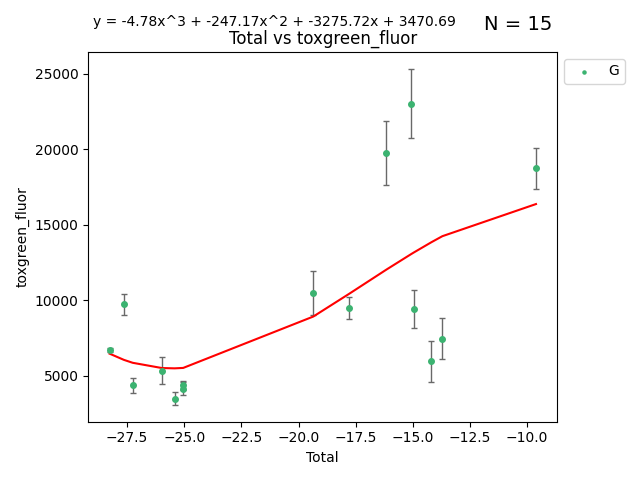 y = -4.78x^3 + -247.17x^2 + -3275.72x + 3470.69
N = 15
Total vs toxgreen_fluor
G
25000
20000
15000
10000
5000
toxgreen_fluor
−27.5 −25.0 −22.5 −20.0 −17.5 −15.0 −12.5 −10.0
Total